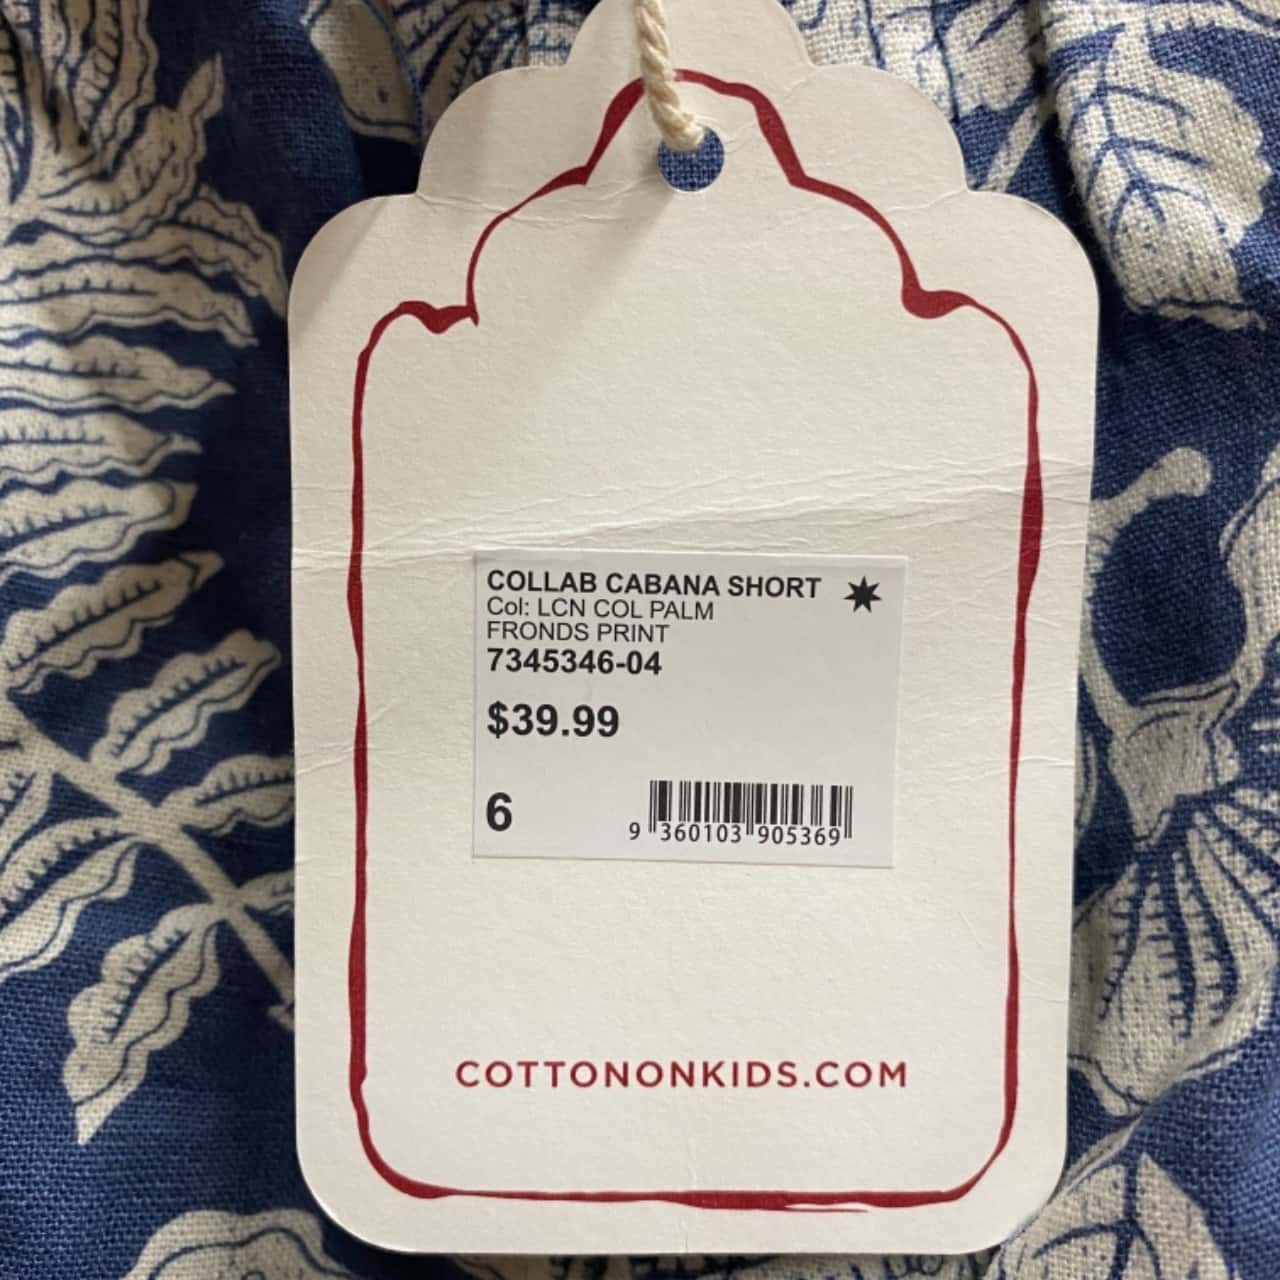 COLLAB CABANA SHORT
Col: LCN COL PALM
FRONDS PRINT
7345346-04
$39.99
6
9 360103 905369
COTTONONKIDS.COM